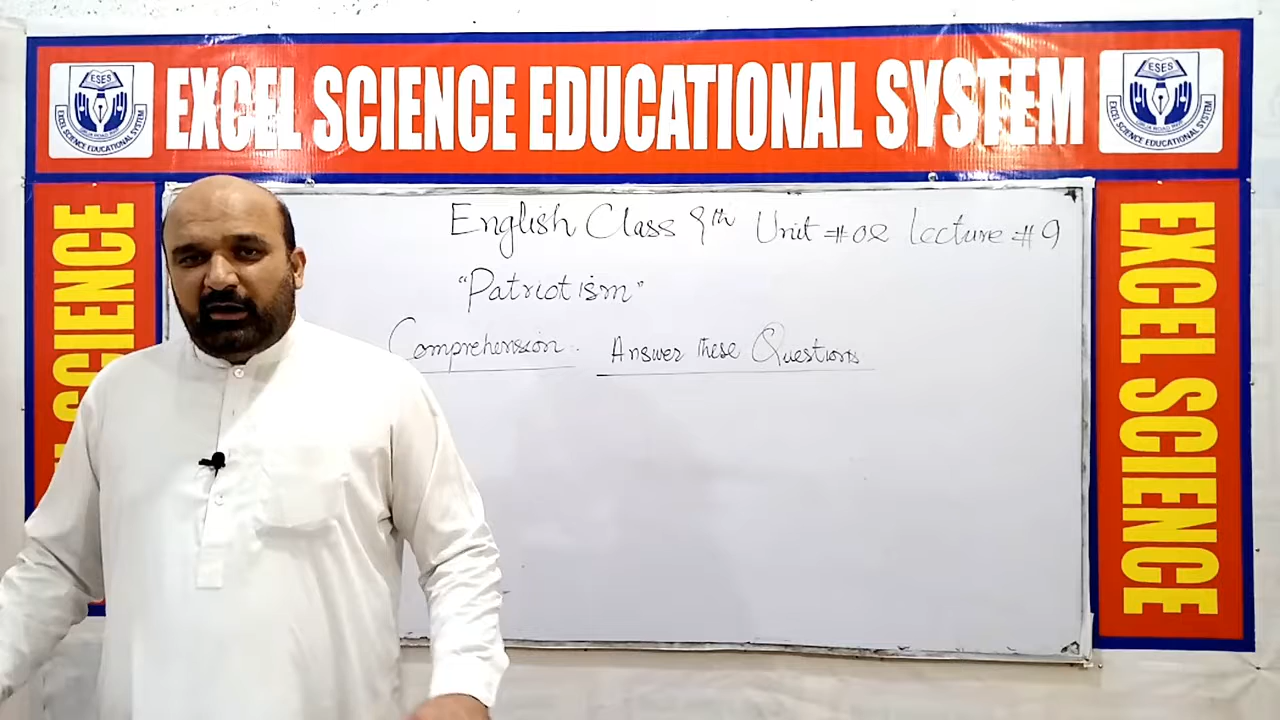 EXCEL SCIENCE EDUCATIONAL SYSTEM
ESES
EXCEL SCIENCE EDUCATIONAL SYSTEM
ESES
EXCEL SCIENCE EDUCATIONAL SYSTEM
English Class 9th Unit #02 Lecture #9
"Patriotism"
Comprehension. Answer These Questions
SCIENCE
EXCEL SCIENCE